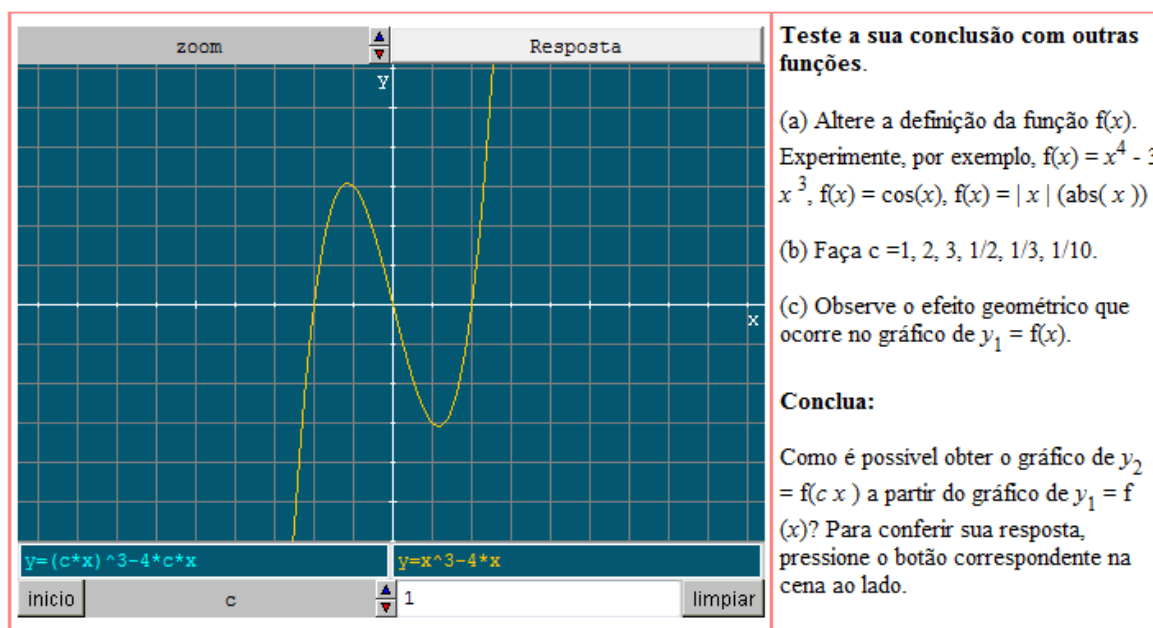 zoom
Resposta
y
x
y=(c*x)^3-4*c*x
y=x^3-4*x
inicio
c
1
limpiar
Teste a sua conclusão com outras
funções.
(a) Altere a definição da função f(x).
Experimente, por exemplo, f(x) = x⁴ - 3
x ³, f(x) = cos(x), f(x) = | x | (abs( x ))
(b) Faça c =1, 2, 3, 1/2, 1/3, 1/10.
(c) Observe o efeito geométrico que
ocorre no gráfico de y₁ = f(x).
Conclua:
Como é possivel obter o gráfico de y₂
= f(c x ) a partir do gráfico de y₁ = f
(x)? Para conferir sua resposta,
pressione o botão correspondente na
cena ao lado.